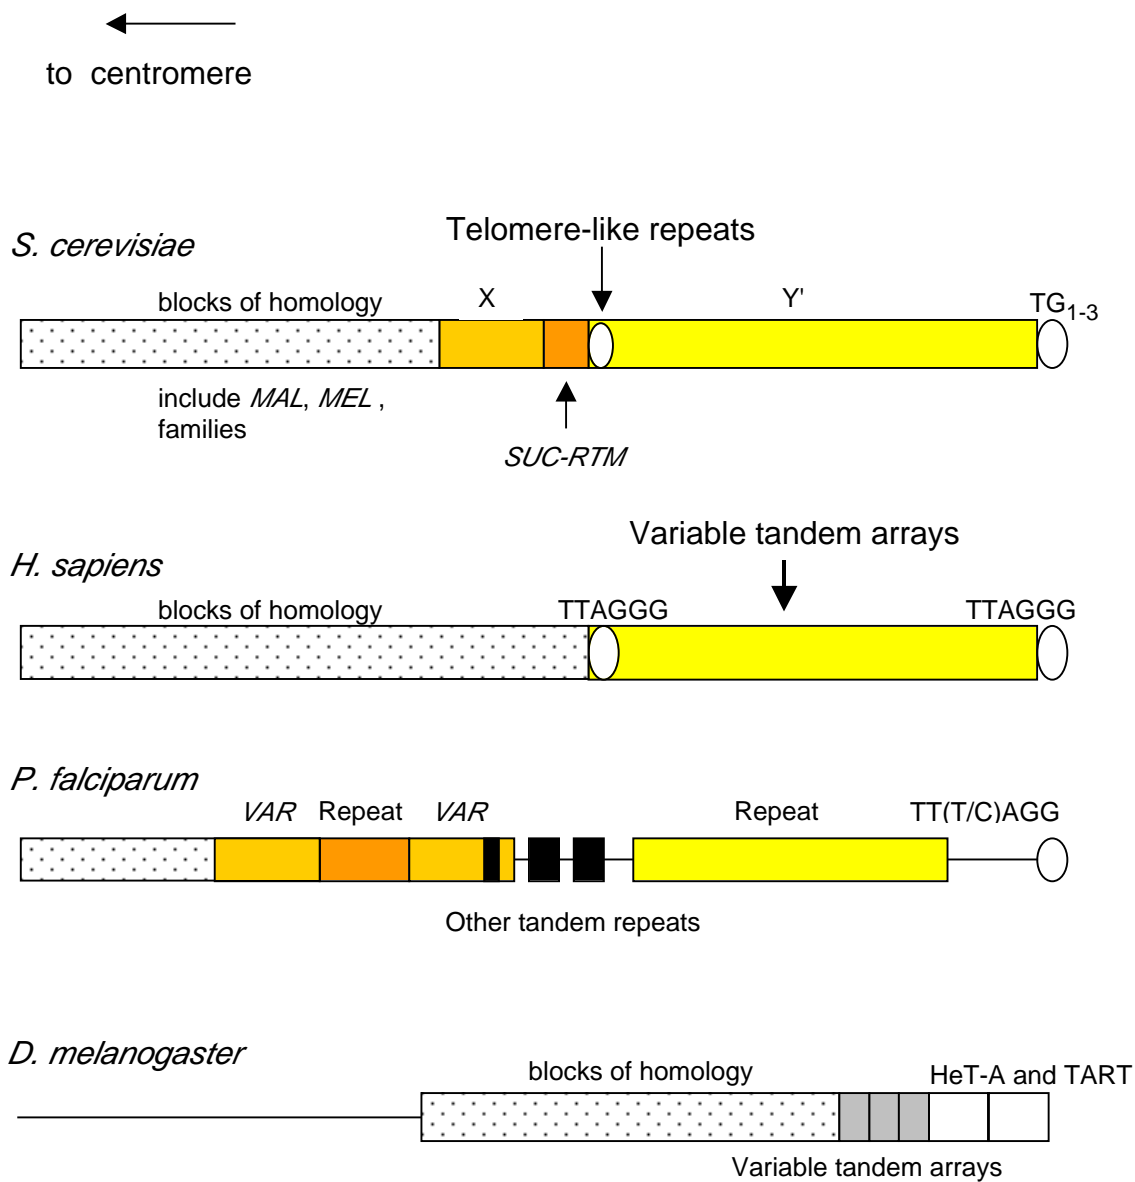 to centromere
S. cerevisiae
Telomere-like repeats
blocks of homology
X
Y'
TG1-3
include MAL, MEL ,
families
SUC-RTM
H. sapiens
Variable tandem arrays
blocks of homology
TTAGGG
TTAGGG
P. falciparum
VAR
Repeat
VAR
Repeat
TT(T/C)AGG
Other tandem repeats
D. melanogaster
blocks of homology
HeT-A and TART
Variable tandem arrays